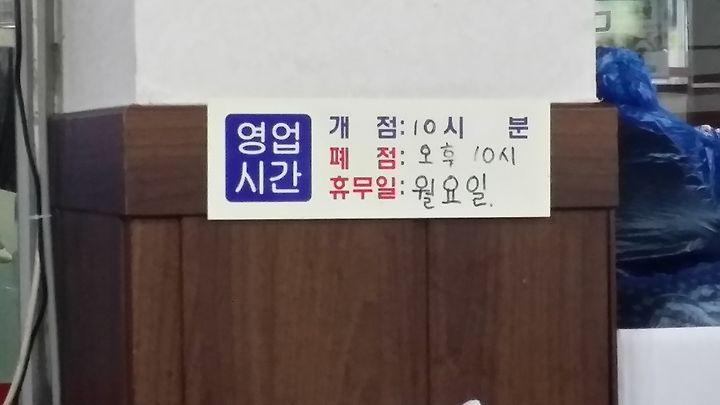 영업
시간
개 점: 10시 분
폐 점: 오후 10시
휴무일: 월요일.